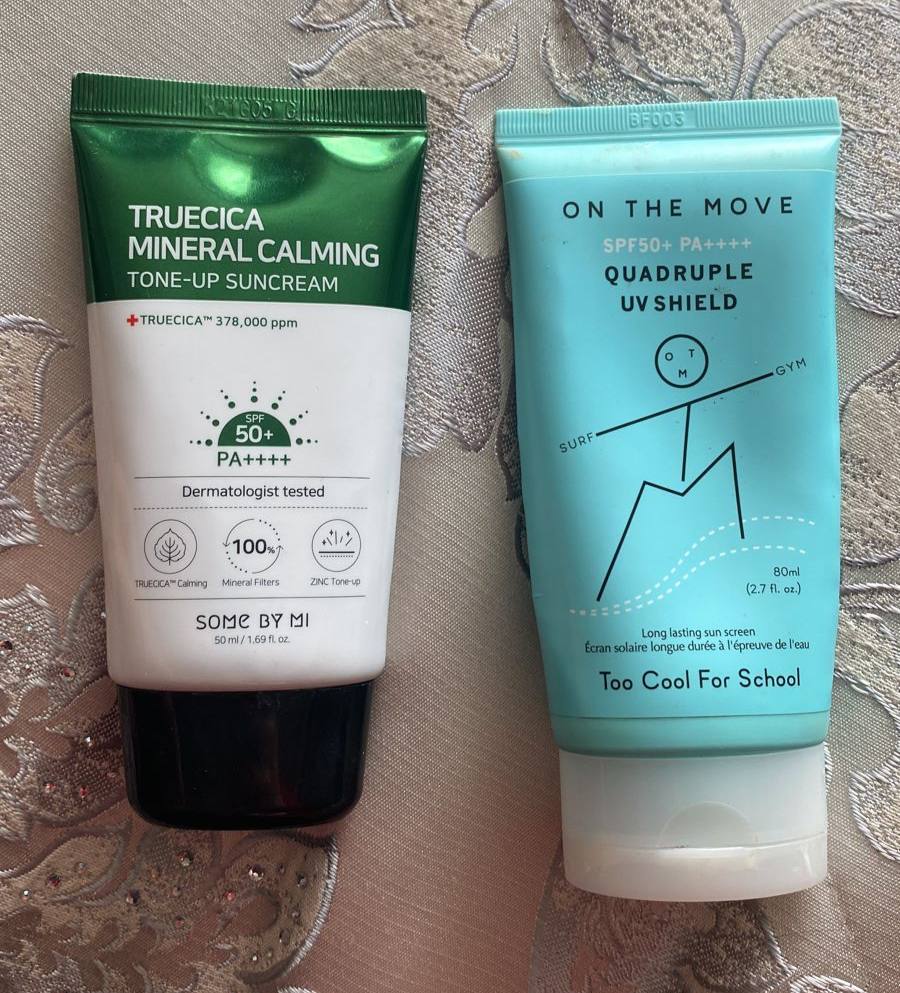 TRUECICA
MINERAL CALMING
TONE-UP SUNCREAM
TRUECICA™ 378,000 ppm
SPF
50+
PA++++
Dermatologist tested
100%
TRUECICA™ Calming
Mineral Filters
ZINC Tone-up
SOME BY MI
50 ml / 1.69 fl. oz.
BF003
ON THE MOVE
SPF50+ PA++++
QUADRUPLE
UV SHIELD
O T
M
GYM
SURF
80ml
(2.7 fl. oz.)
Long lasting sun screen
Écran solaire longue durée à l'épreuve de l'eau
Too Cool For School